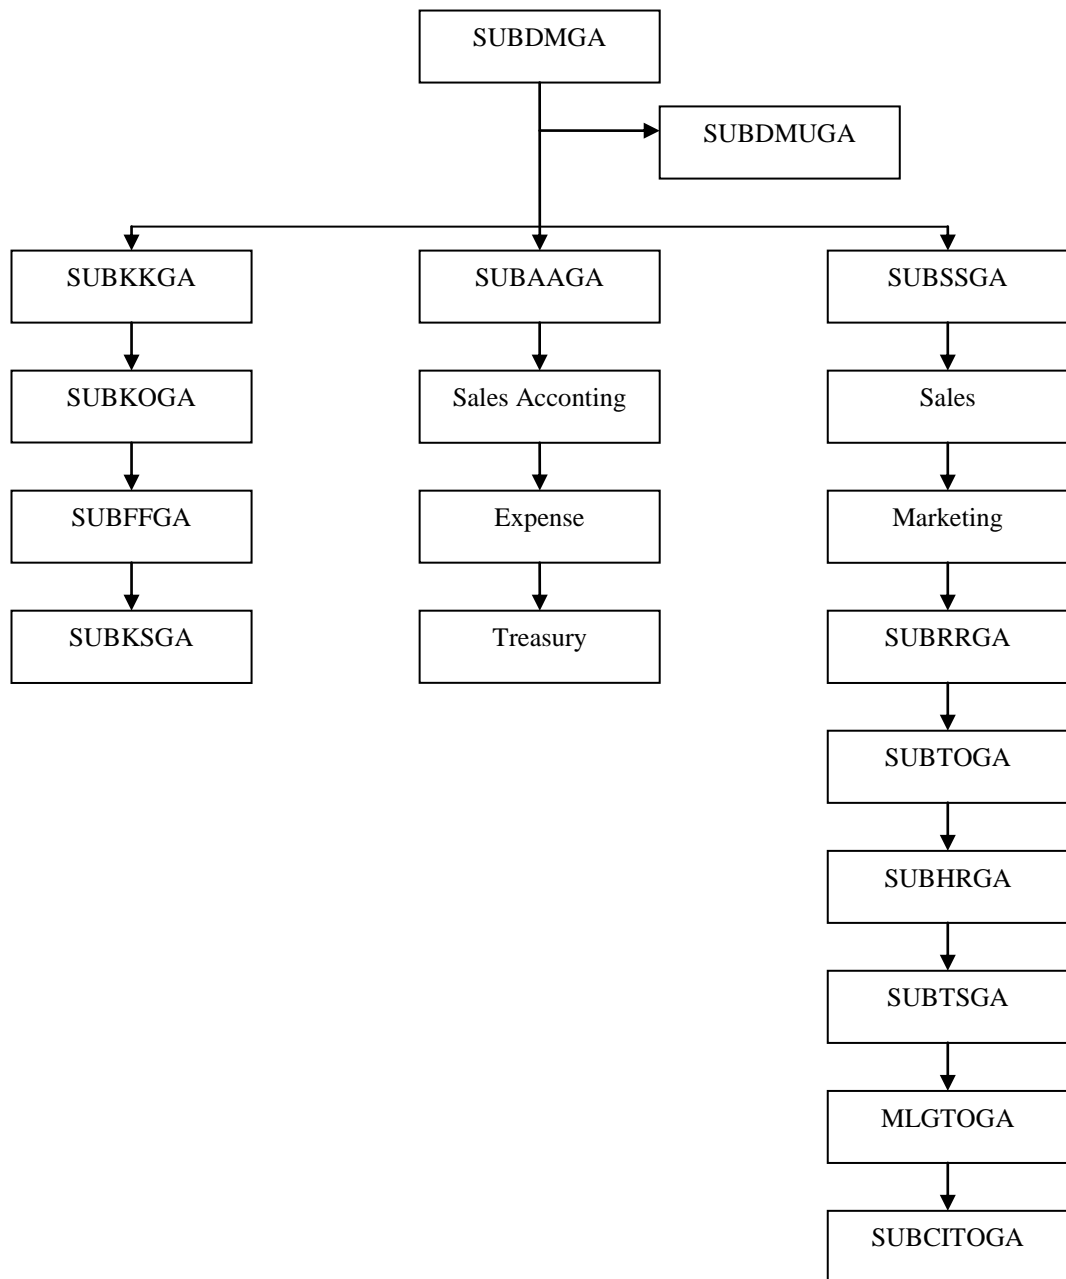 SUBDMGA
SUBDMUGA
SUBKKGA
SUBAAGA
SUBSSGA
SUBKOGA
Sales Acconting
Sales
SUBFFGA
Expense
Marketing
SUBKSGA
Treasury
SUBRRGA
SUBTOGA
SUBHRGA
SUBTSGA
MLGTOGA
SUBCITOGA